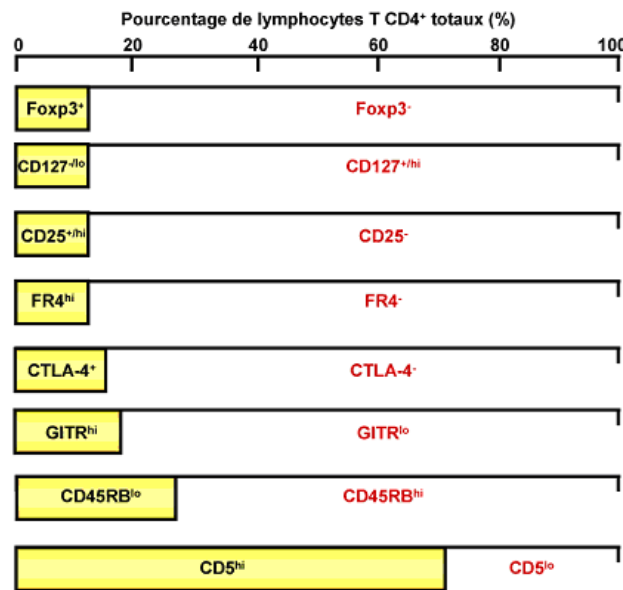 Pourcentage de lymphocytes T CD4⁺ totaux (%)
0 20 40 60 80 100
Foxp3⁺ Foxp3⁻
CD127⁻/ˡᵒ CD127⁺/ʰⁱ
CD25⁺/ʰⁱ CD25⁻
FR4ʰⁱ FR4⁻
CTLA-4⁺ CTLA-4⁻
GITRʰⁱ GITRˡᵒ
CD45RBˡᵒ CD45RBʰⁱ
CD5ʰⁱ CD5ˡᵒ